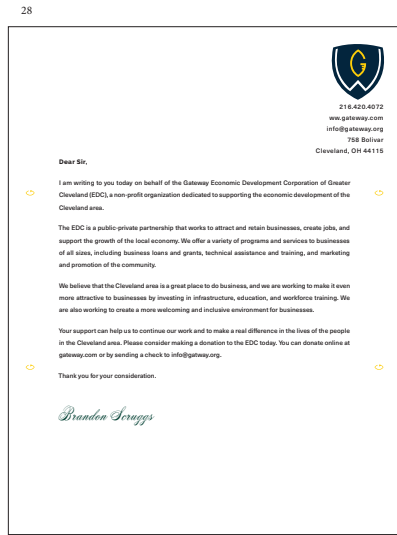 28
G
216.420.4072
ww.gateway.com
info@gateway.org
758 Bolivar
Cleveland, OH 44115
Dear Sir,
I am writing to you today on behalf of the Gateway Economic Development Corporation of Greater
Cleveland (EDC), a non-profit organization dedicated to supporting the economic development of the
Cleveland area.
The EDC is a public-private partnership that works to attract and retain businesses, create jobs, and
support the growth of the local economy. We offer a variety of programs and services to businesses
of all sizes, including business loans and grants, technical assistance and training, and marketing
and promotion of the community.
We believe that the Cleveland area is a great place to do business, and we are working to make it even
more attractive to businesses by investing in infrastructure, education, and workforce training. We
are also working to create a more welcoming and inclusive environment for businesses.
Your support can help us to continue our work and to make a real difference in the lives of the people
in the Cleveland area. Please consider making a donation to the EDC today. You can donate online at
gateway.com or by sending a check to info@gatway.org.
Thank you for your consideration.
Brandon Scruggs